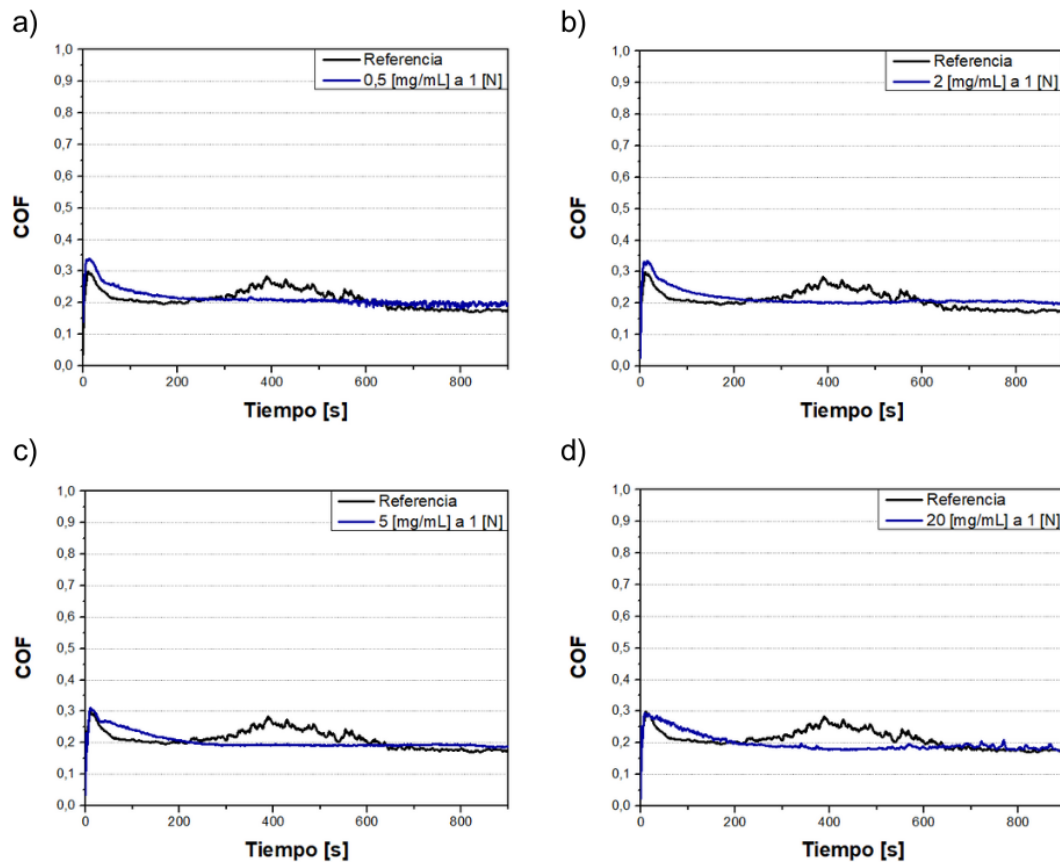 a)
Referencia
0,5 [mg/mL] a 1 [N]
1,0
0,9
0,8
0,7
0,6
0,5
0,4
0,3
0,2
0,1
0,0
COF
0 200 400 600 800
Tiempo [s]
b)
Referencia
2 [mg/mL] a 1 [N]
1,0
0,9
0,8
0,7
0,6
0,5
0,4
0,3
0,2
0,1
0,0
COF
0 200 400 600 800
Tiempo [s]
c)
Referencia
5 [mg/mL] a 1 [N]
1,0
0,9
0,8
0,7
0,6
0,5
0,4
0,3
0,2
0,1
0,0
COF
0 200 400 600 800
Tiempo [s]
d)
Referencia
20 [mg/mL] a 1 [N]
1,0
0,9
0,8
0,7
0,6
0,5
0,4
0,3
0,2
0,1
0,0
COF
0 200 400 600 800
Tiempo [s]